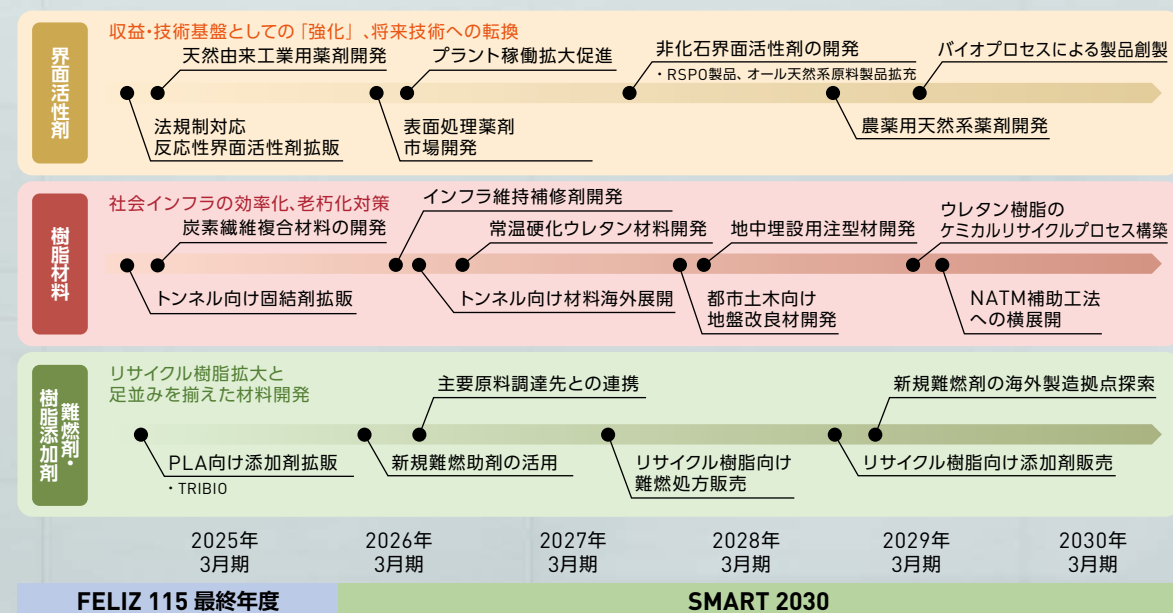 界面活性剤
収益・技術基盤としての「強化」、将来技術への転換
天然由来工業用薬剤開発
プラント稼働拡大促進
非化石界面活性剤の開発
・RSPO製品、オール天然系原料製品拡充
バイオプロセスによる製品創製
法規制対応
反応性界面活性剤拡販
表面処理薬剤
市場開発
農薬用天然系薬剤開発
樹脂材料
社会インフラの効率化、老朽化対策
炭素繊維複合材料の開発
インフラ維持補修剤開発
常温硬化ウレタン材料開発
地中埋設用注型材開発
ウレタン樹脂の
ケミカルリサイクルプロセス構築
トンネル向け固結剤拡販
トンネル向け材料海外展開
都市土木向け
地盤改良材開発
NATM補助工法
への横展開
難燃剤・
樹脂添加剤
リサイクル樹脂拡大と
足並みを揃えた材料開発
主要原料調達先との連携
新規難燃剤の海外製造拠点探索
PLA向け添加剤拡販
・TRIBIO
新規難燃助剤の活用
リサイクル樹脂向け
難燃処方販売
リサイクル樹脂向け添加剤販売
2025年
3月期
2026年
3月期
2027年
3月期
2028年
3月期
2029年
3月期
2030年
3月期
FELIZ 115 最終年度
SMART 2030